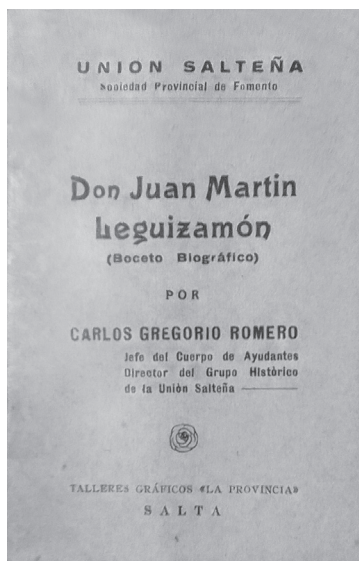 UNION SALTEÑA
Sociedad Provincial de Fomento
Don Juan Martin
Leguizamón
(Boceto Biográfico)
POR
CARLOS GREGORIO ROMERO
Jefe del Cuerpo de Ayudantes
Director del Grupo Histórico
de la Unión Salteña
TALLERES GRÁFICOS «LA PROVINCIA»
SALTA